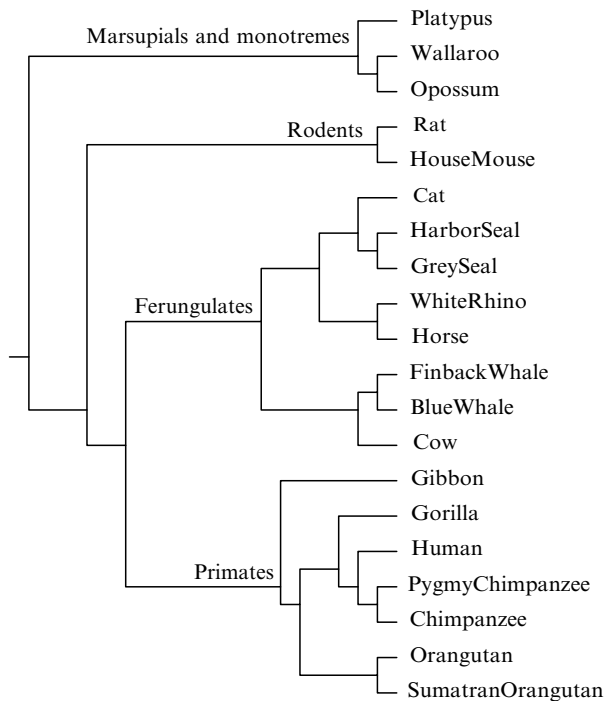 Platypus
Marsupials and monotremes
Wallaroo
Opossum
Rat
Rodents
HouseMouse
Cat
HarborSeal
GreySeal
WhiteRhino
Ferungulates
Horse
FinbackWhale
BlueWhale
Cow
Gibbon
Gorilla
Human
Primates
PygmyChimpanzee
Chimpanzee
Orangutan
SumatranOrangutan